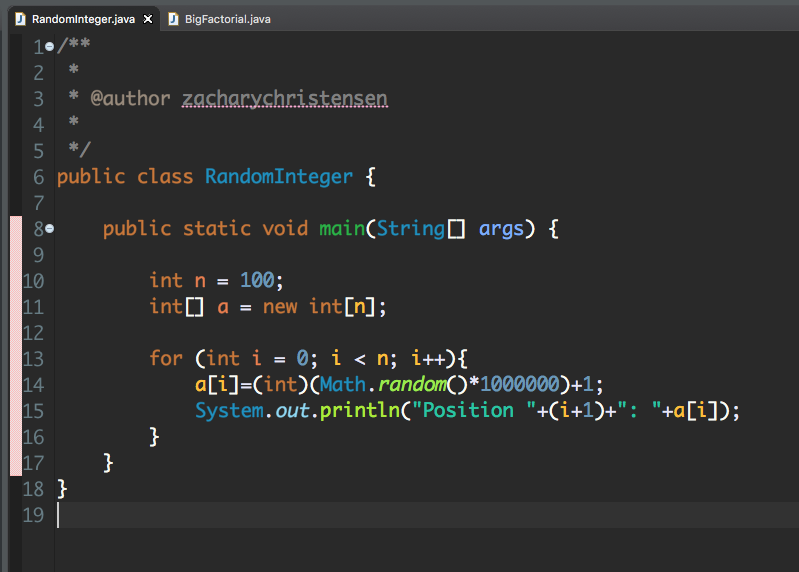 RandomInteger.java BigFactorial.java
1 /**
2  *
3  * @author zacharychristensen
4  *
5  */
6 public class RandomInteger {
7
8     public static void main(String[] args) {
9
10         int n = 100;
11         int[] a = new int[n];
12
13         for (int i = 0; i < n; i++){
14             a[i]=(int)(Math.random()*1000000)+1;
15             System.out.println("Position "+(i+1)+": "+a[i]);
16         }
17     }
18 }
19